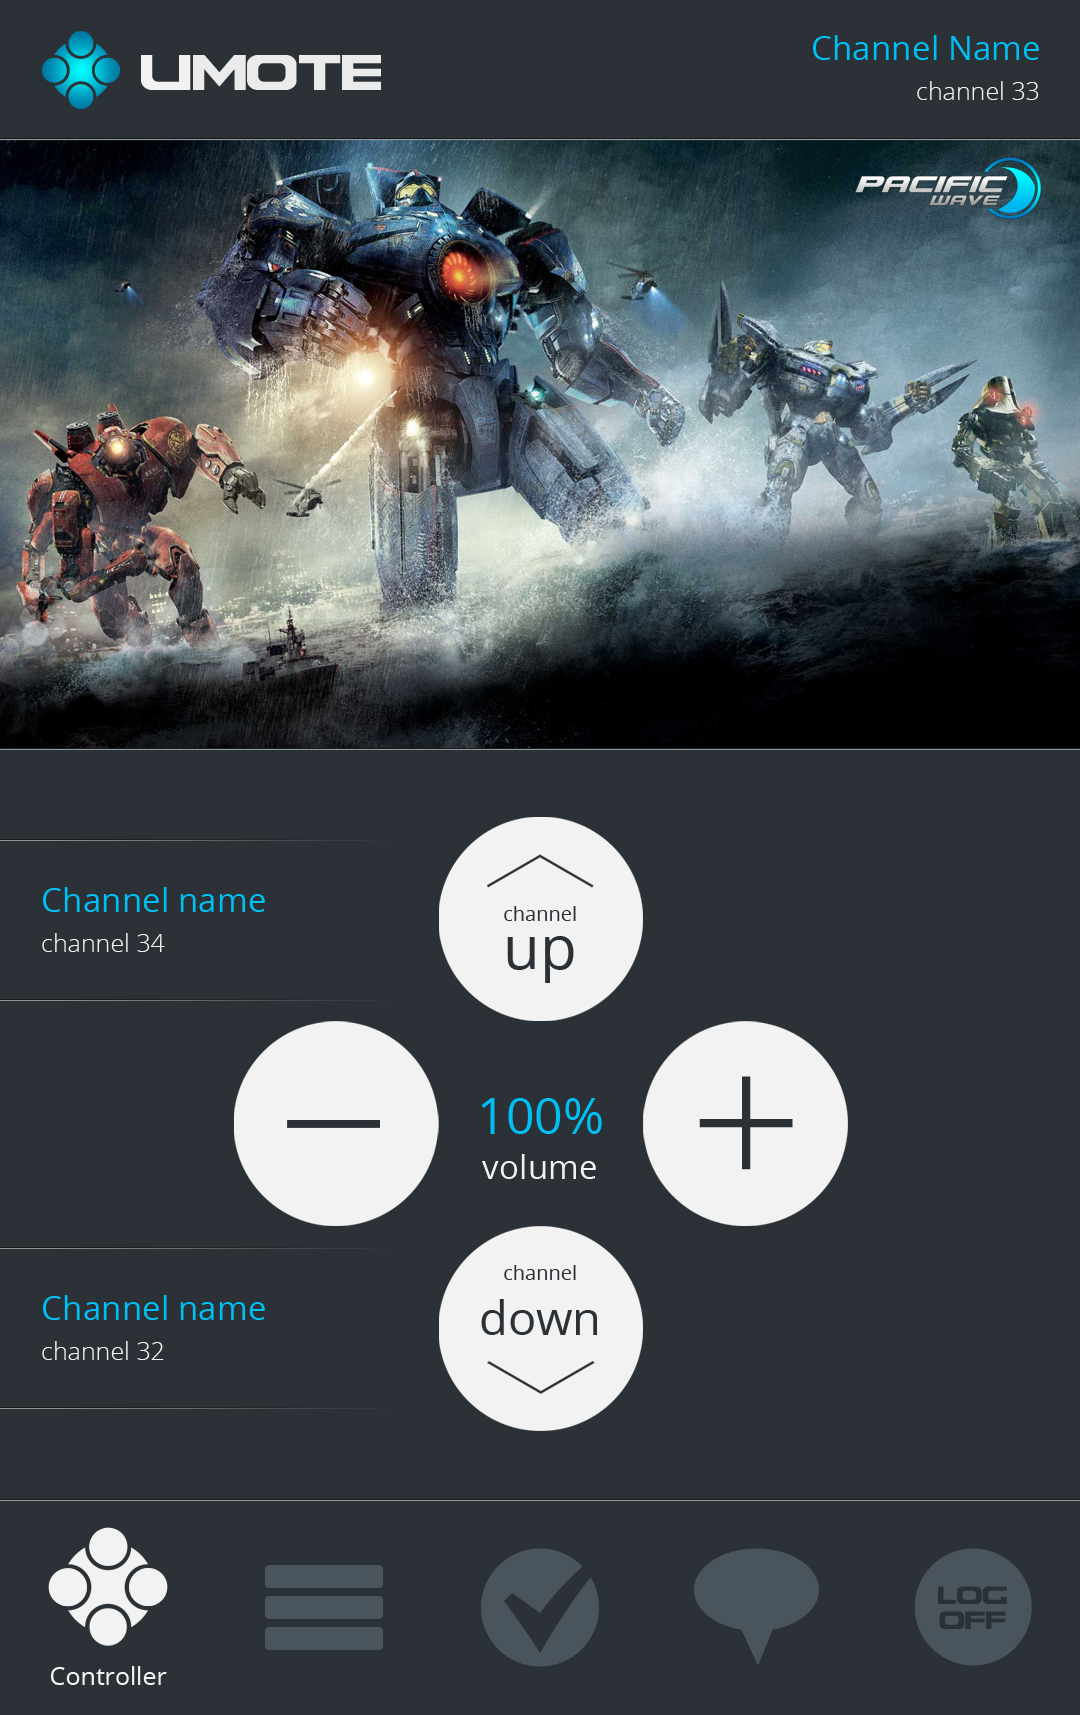 UMOTE
Channel Name
channel 33
PACIFIC
WAVE
channel
up
Channel name
channel 34
100%
volume
channel
down
Channel name
channel 32
LOG
OFF
Controller